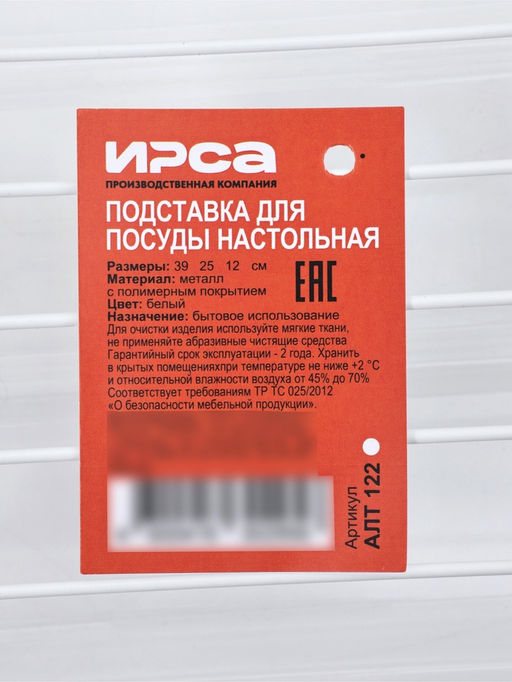 ИРСА
ПРОИЗВОДСТВЕННАЯ КОМПАНИЯ
ПОДСТАВКА ДЛЯ
ПОСУДЫ НАСТОЛЬНАЯ
Размеры: 39 25 12 см
Материал: металл
с полимерным покрытием
Цвет: белый
Назначение: бытовое использование
EAC
Для очистки изделия используйте мягкие ткани,
не применяйте абразивные чистящие средства
Гарантийный срок эксплуатации - 2 года. Хранить
в крытых помещенияхпри температуре не ниже +2 °С
и относительной влажности воздуха от 45% до 70%
Соответствует требованиям ТР ТС 025/2012
«О безопасности мебельной продукции».
Артикул
АЛТ 122